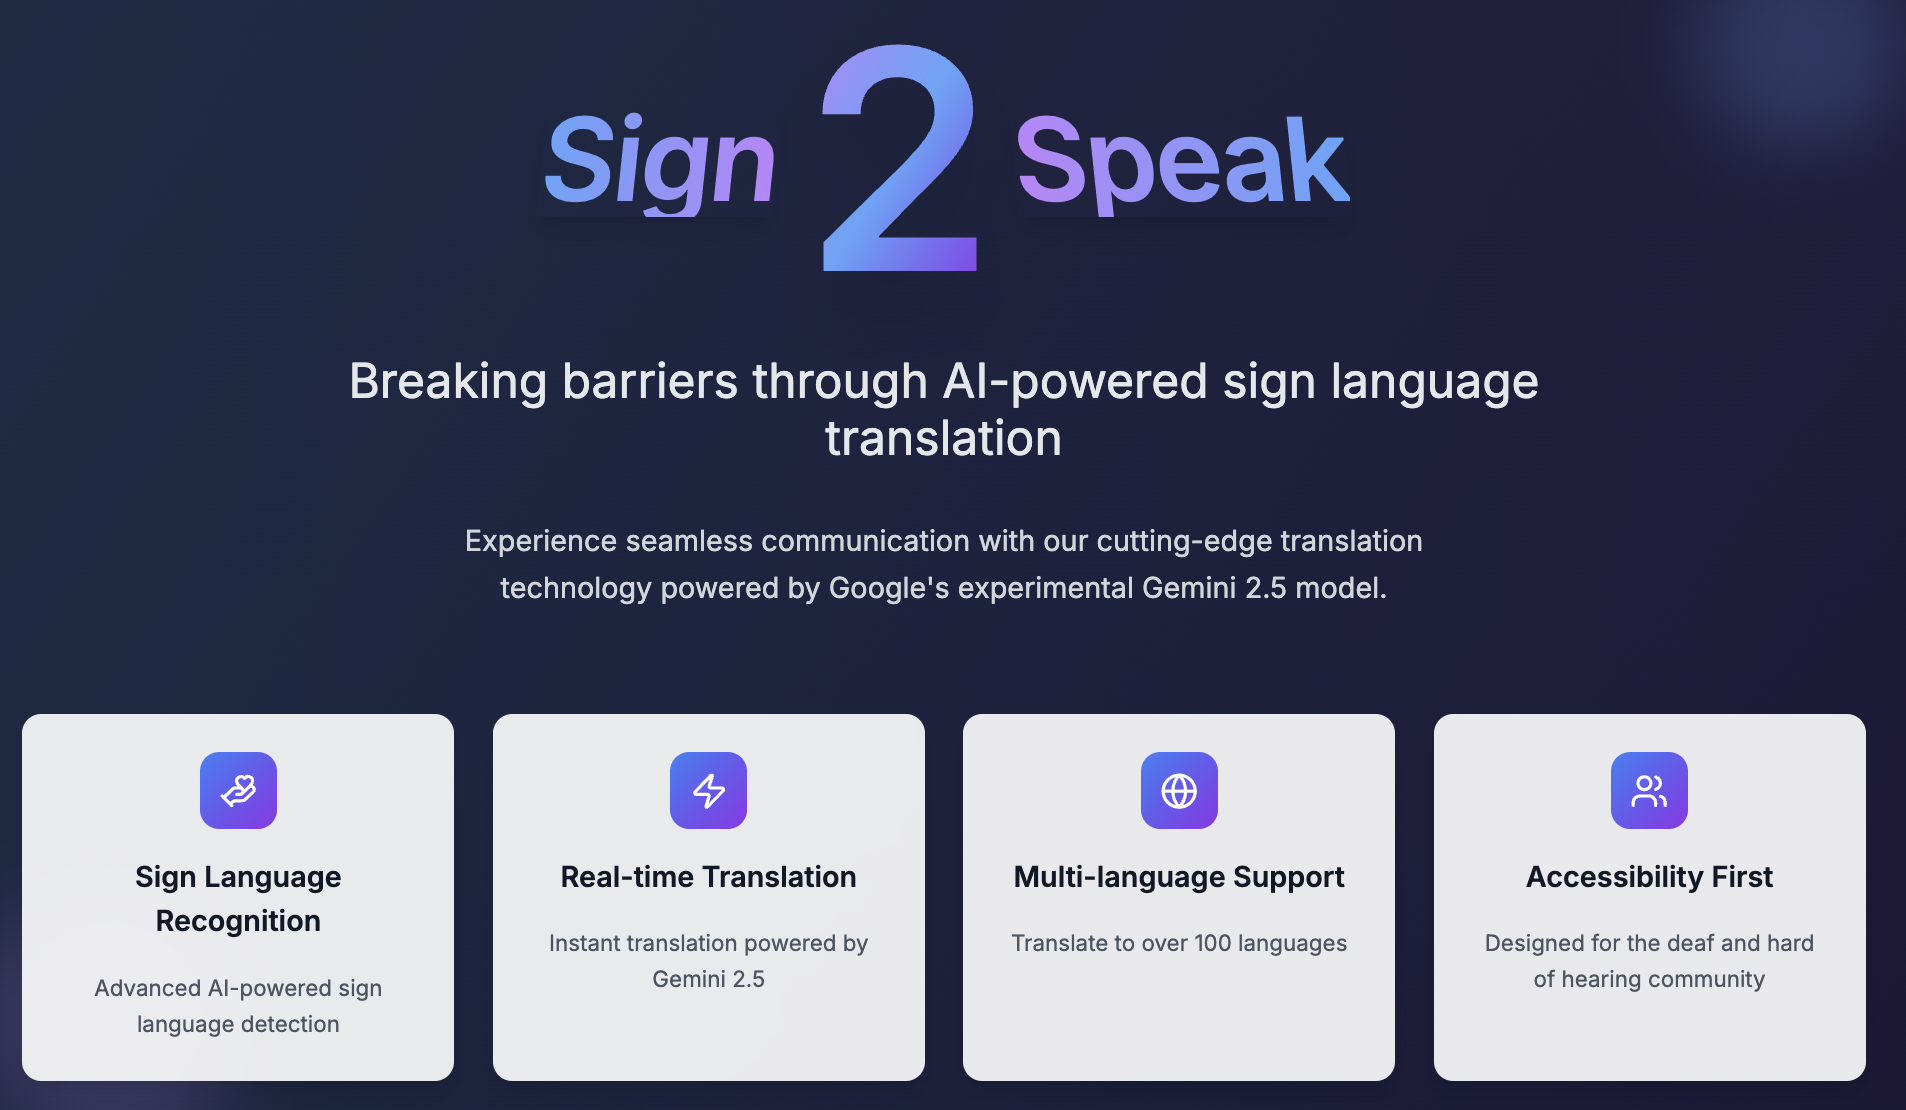 Sign 2 Speak
Breaking barriers through AI-powered sign language
translation
Experience seamless communication with our cutting-edge translation
technology powered by Google's experimental Gemini 2.5 model.
Sign Language
Recognition
Advanced AI-powered sign
language detection
Real-time Translation
Instant translation powered by
Gemini 2.5
Multi-language Support
Translate to over 100 languages
Accessibility First
Designed for the deaf and hard
of hearing community